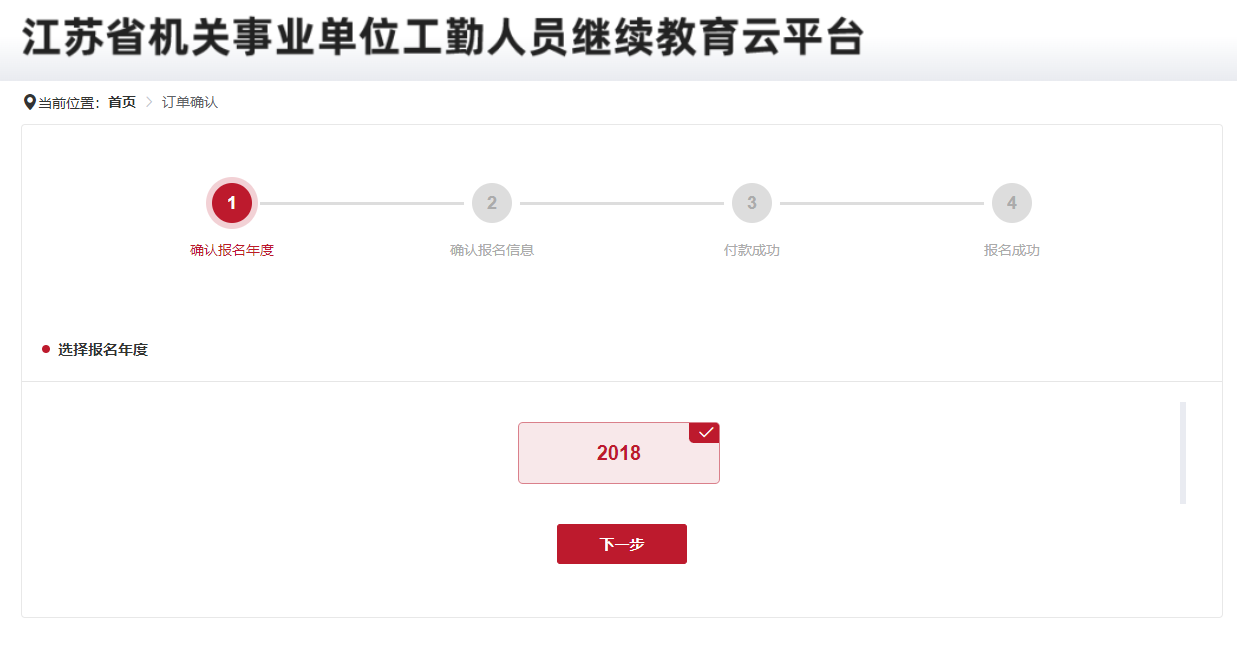 江苏省机关事业单位工勤人员继续教育云平台
当前位置：首页 > 订单确认
1 2 3 4
确认报名年度 确认报名信息 付款成功 报名成功
选择报名年度
2018
下一步